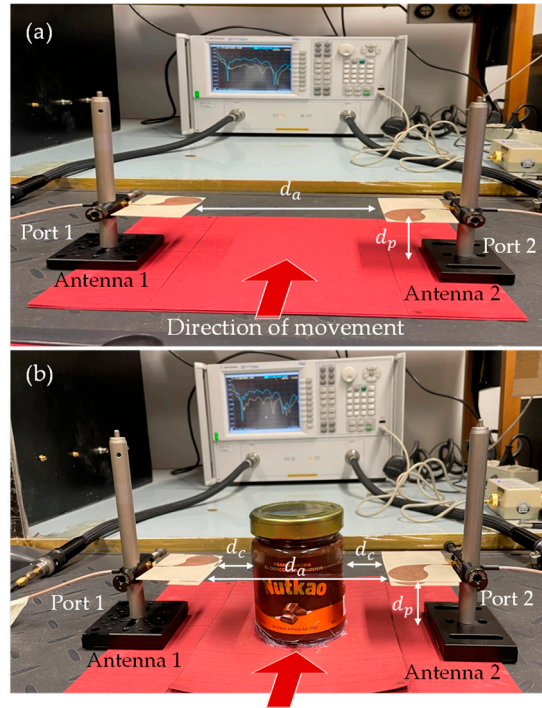 (a)
d_a
Port 1
d_p
Port 2
Antenna 1
Antenna 2
Direction of movement
(b)
d_c
d_c
d_a
Nutkao
Port 1
d_p
Port 2
Antenna 1
Antenna 2